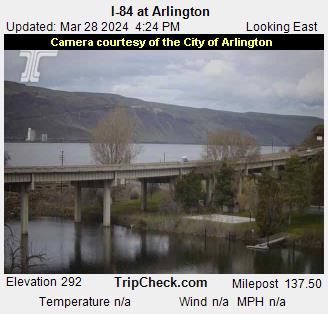 I-84 at Arlington
Updated: Mar 28 2024 4:24 PM Looking East
Camera courtesy of the City of Arlington
Elevation 292 TripCheck.com Milepost 137.50
Temperature n/a Wind n/a MPH n/a